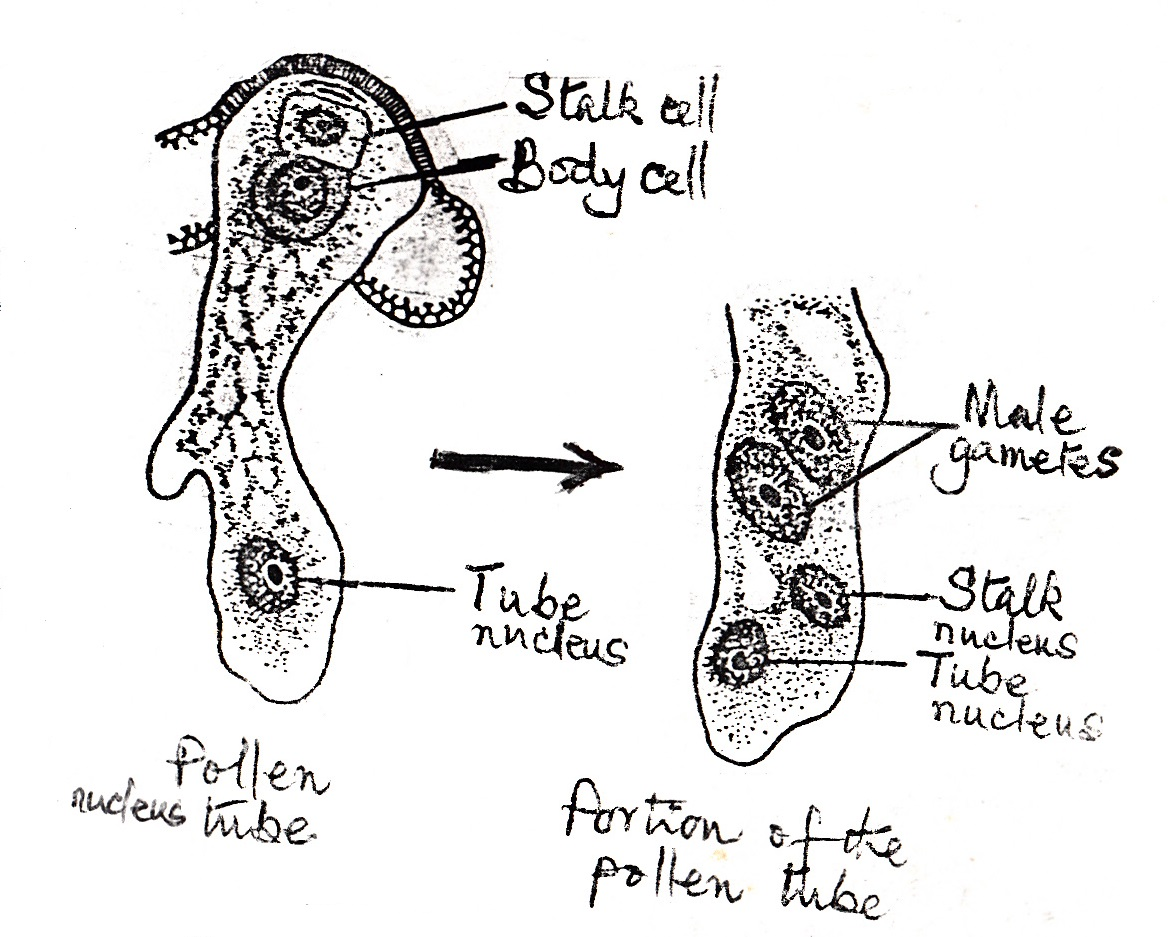 Stalk cell
Body cell
Male
gametes
Tube
nucleus
Stalk
nucleus
Tube
nucleus
Pollen
nucleus tube
Portion of the
pollen tube